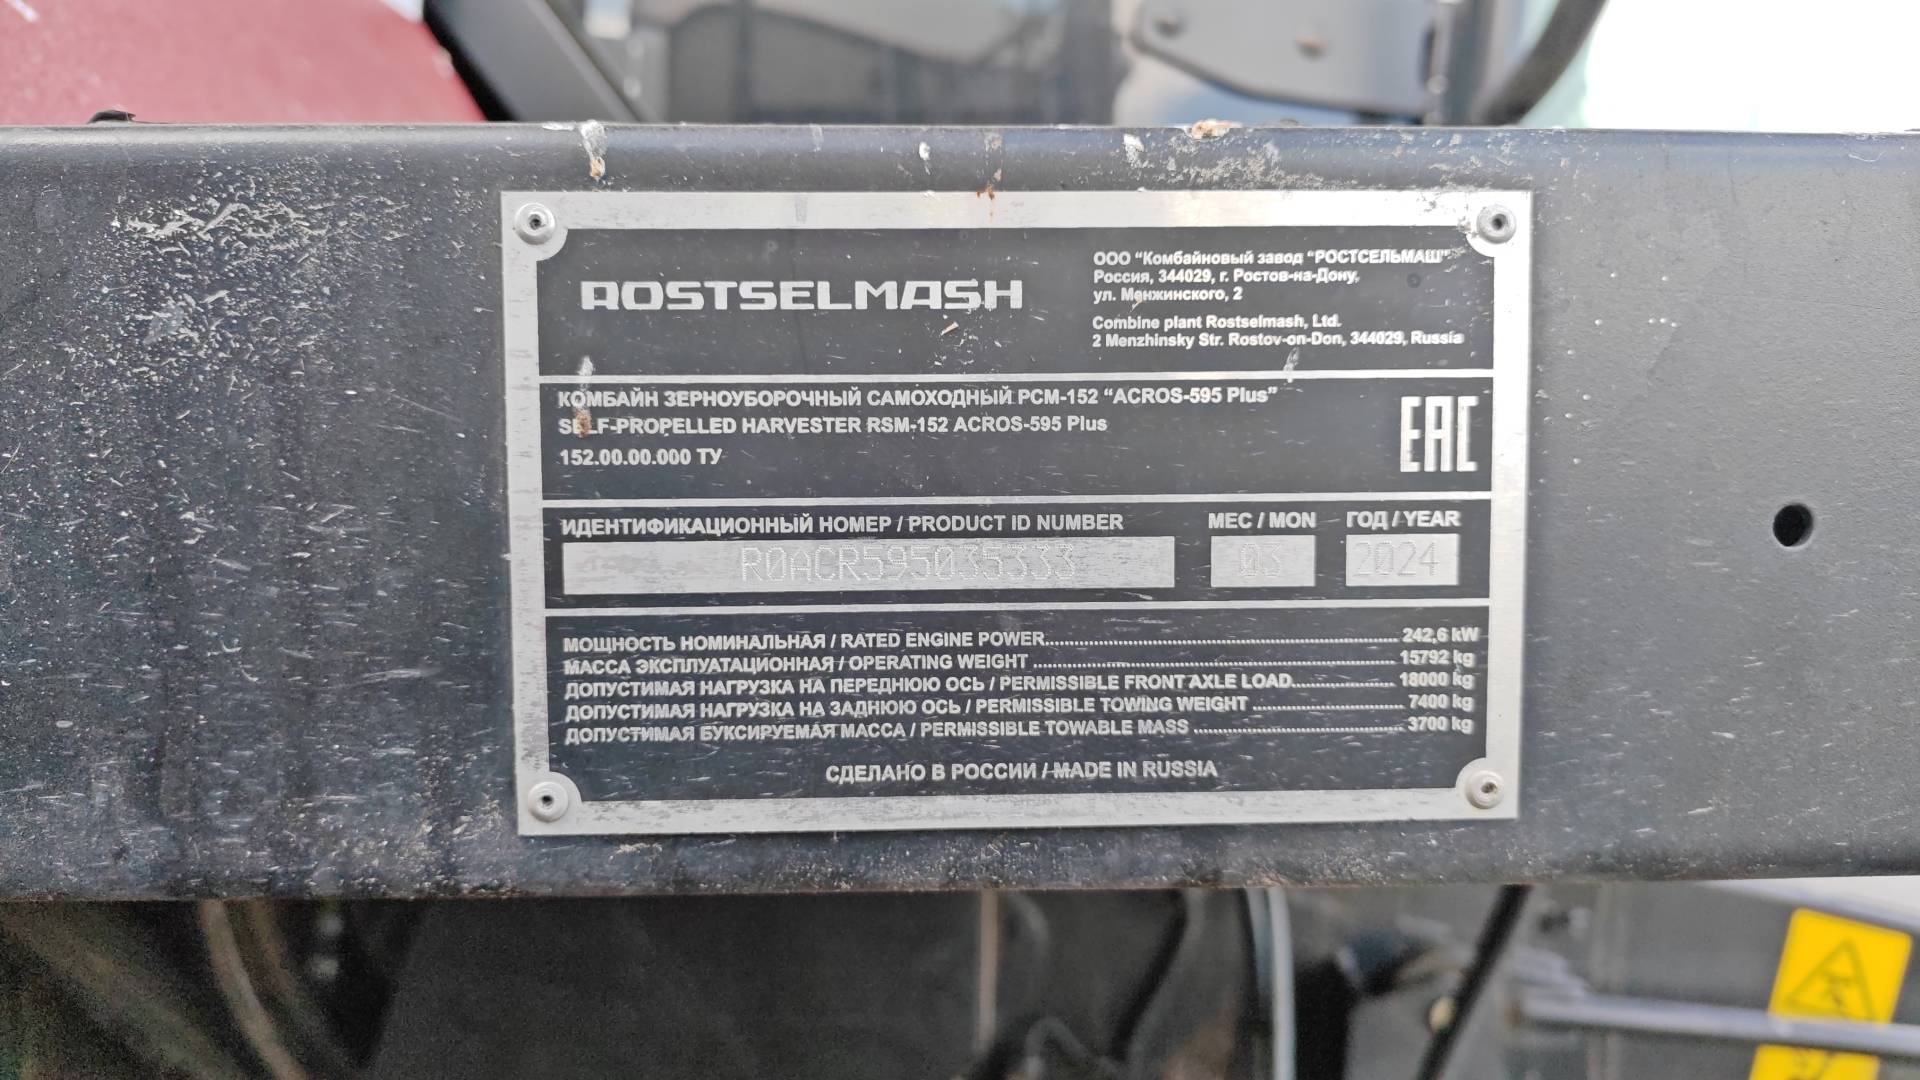 ROSTSELMASH
ООО "Комбайновый завод "РОСТСЕЛЬМАШ"
Россия, 344029, г. Ростов-на-Дону,
ул. Менжинского, 2
Combine plant Rostselmash, Ltd.
2 Menzhinsky Str. Rostov-on-Don, 344029, Russia
КОМБАЙН ЗЕРНОУБОРОЧНЫЙ САМОХОДНЫЙ РСМ-152 "ACROS-595 Plus"
SELF-PROPELLED HARVESTER RSM-152 ACROS-595 Plus
152.00.00.000 ТУ
EAC
ИДЕНТИФИКАЦИОННЫЙ НОМЕР / PRODUCT ID NUMBER МЕС / MON ГОД / YEAR
R0ACR595035333 03 2024
МОЩНОСТЬ НОМИНАЛЬНАЯ / RATED ENGINE POWER 242,6 kW
МАССА ЭКСПЛУАТАЦИОННАЯ / OPERATING WEIGHT 15792 kg
ДОПУСТИМАЯ НАГРУЗКА НА ПЕРЕДНЮЮ ОСЬ / PERMISSIBLE FRONT AXLE LOAD 18000 kg
ДОПУСТИМАЯ НАГРУЗКА НА ЗАДНЮЮ ОСЬ / PERMISSIBLE TOWING WEIGHT 7400 kg
ДОПУСТИМАЯ БУКСИРУЕМАЯ МАССА / PERMISSIBLE TOWABLE MASS 3700 kg
СДЕЛАНО В РОССИИ / MADE IN RUSSIA